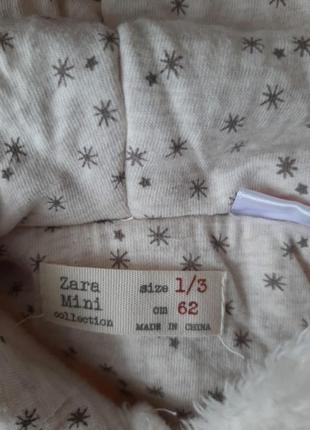 Zara
Mini
collection
size 1/3
cm 62
MADE IN CHINA